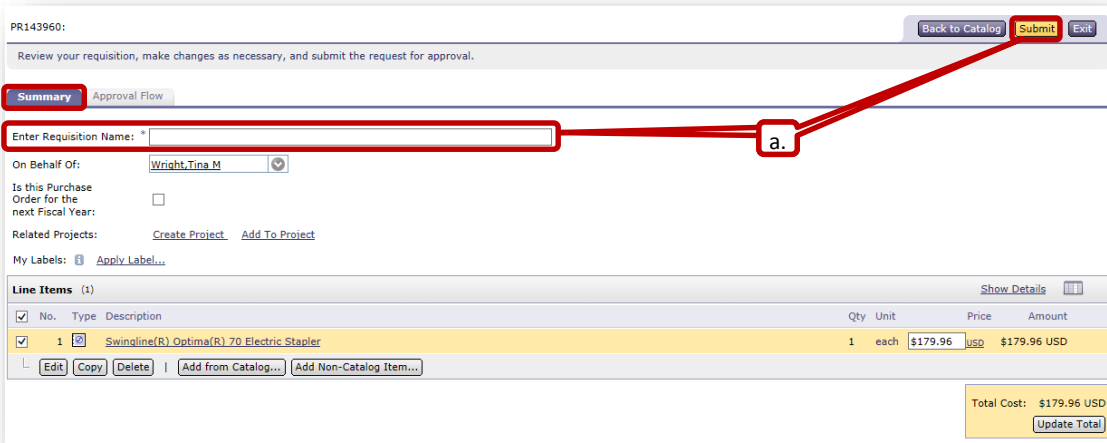 PR143960:
Back to Catalog Submit Exit
Review your requisition, make changes as necessary, and submit the request for approval.
Summary Approval Flow
Enter Requisition Name: *
a.
On Behalf Of: Wright,Tina M
Is this Purchase
Order for the
next Fiscal Year:
Related Projects: Create Project Add To Project
My Labels: i Apply Label...
Line Items (1) Show Details
No. Type Description Qty Unit Price Amount
1 Swingline(R) Optima(R) 70 Electric Stapler 1 each $179.96 USD $179.96 USD
Edit Copy Delete | Add from Catalog... Add Non-Catalog Item...
Total Cost: $179.96 USD
Update Total